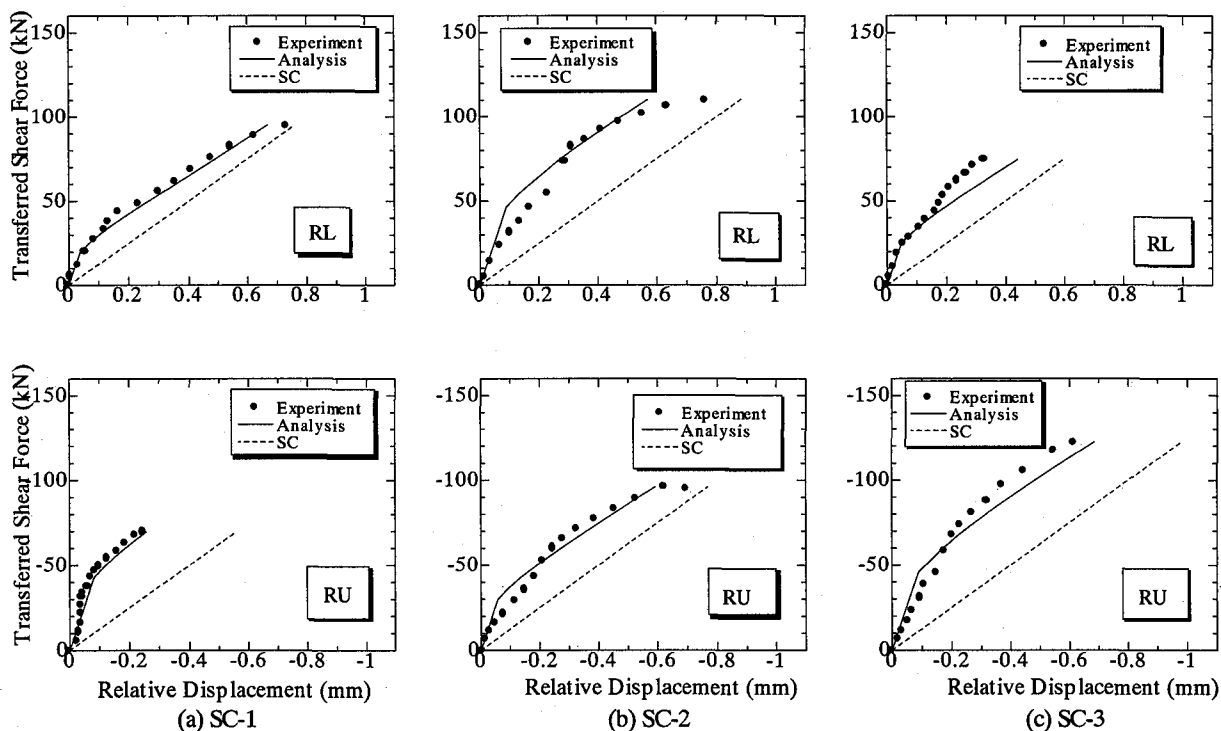 Transferred Shear Force (kN)
150
100
50
0
Experiment
Analysis
SC
RL
0 0.2 0.4 0.6 0.8 1
150
100
50
0
Experiment
Analysis
SC
RL
0 0.2 0.4 0.6 0.8 1
150
100
50
0
Experiment
Analysis
SC
RL
0 0.2 0.4 0.6 0.8 1
Transferred Shear Force (kN)
-150
-100
-50
0
Experiment
Analysis
SC
RU
0 -0.2 -0.4 -0.6 -0.8 -1
Relative Displacement (mm)
(a) SC-1
-150
-100
-50
0
Experiment
Analysis
SC
RU
0 -0.2 -0.4 -0.6 -0.8 -1
Relative Displacement (mm)
(b) SC-2
-150
-100
-50
0
Experiment
Analysis
SC
RU
0 -0.2 -0.4 -0.6 -0.8 -1
Relative Displacement (mm)
(c) SC-3